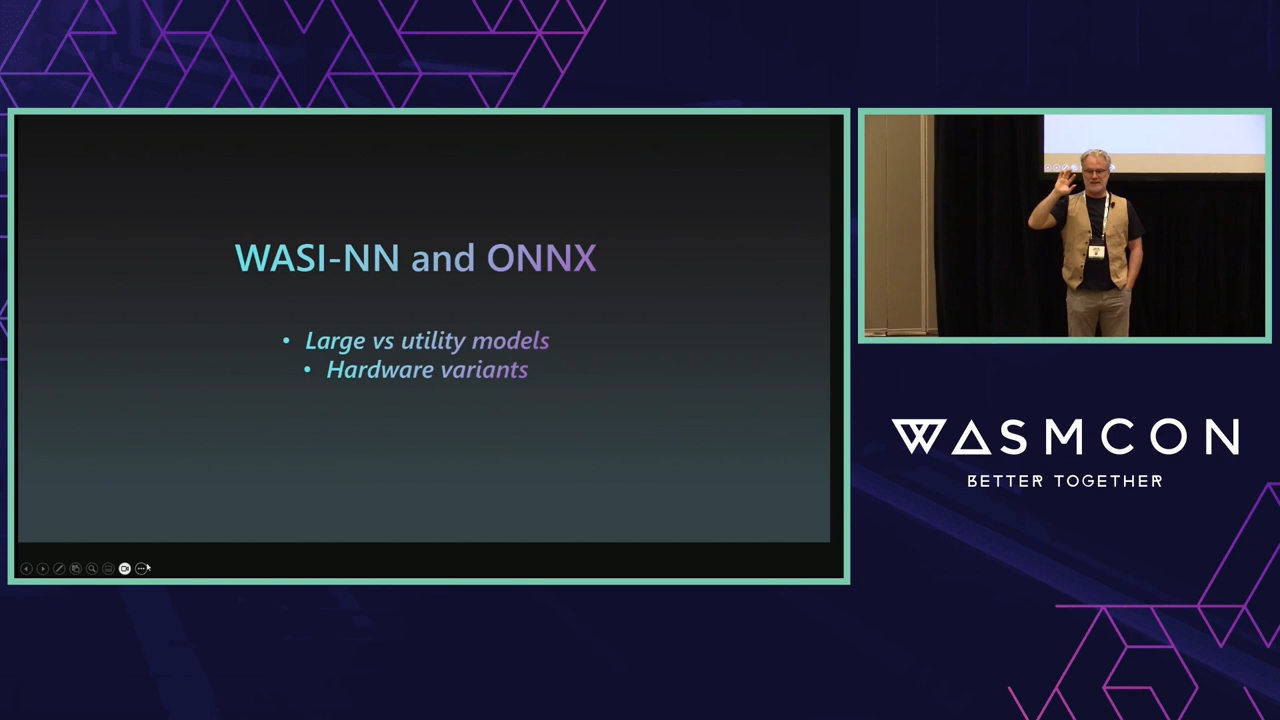 WASI-NN and ONNX
• Large vs utility models
• Hardware variants
WASMCON
BETTER TOGETHER